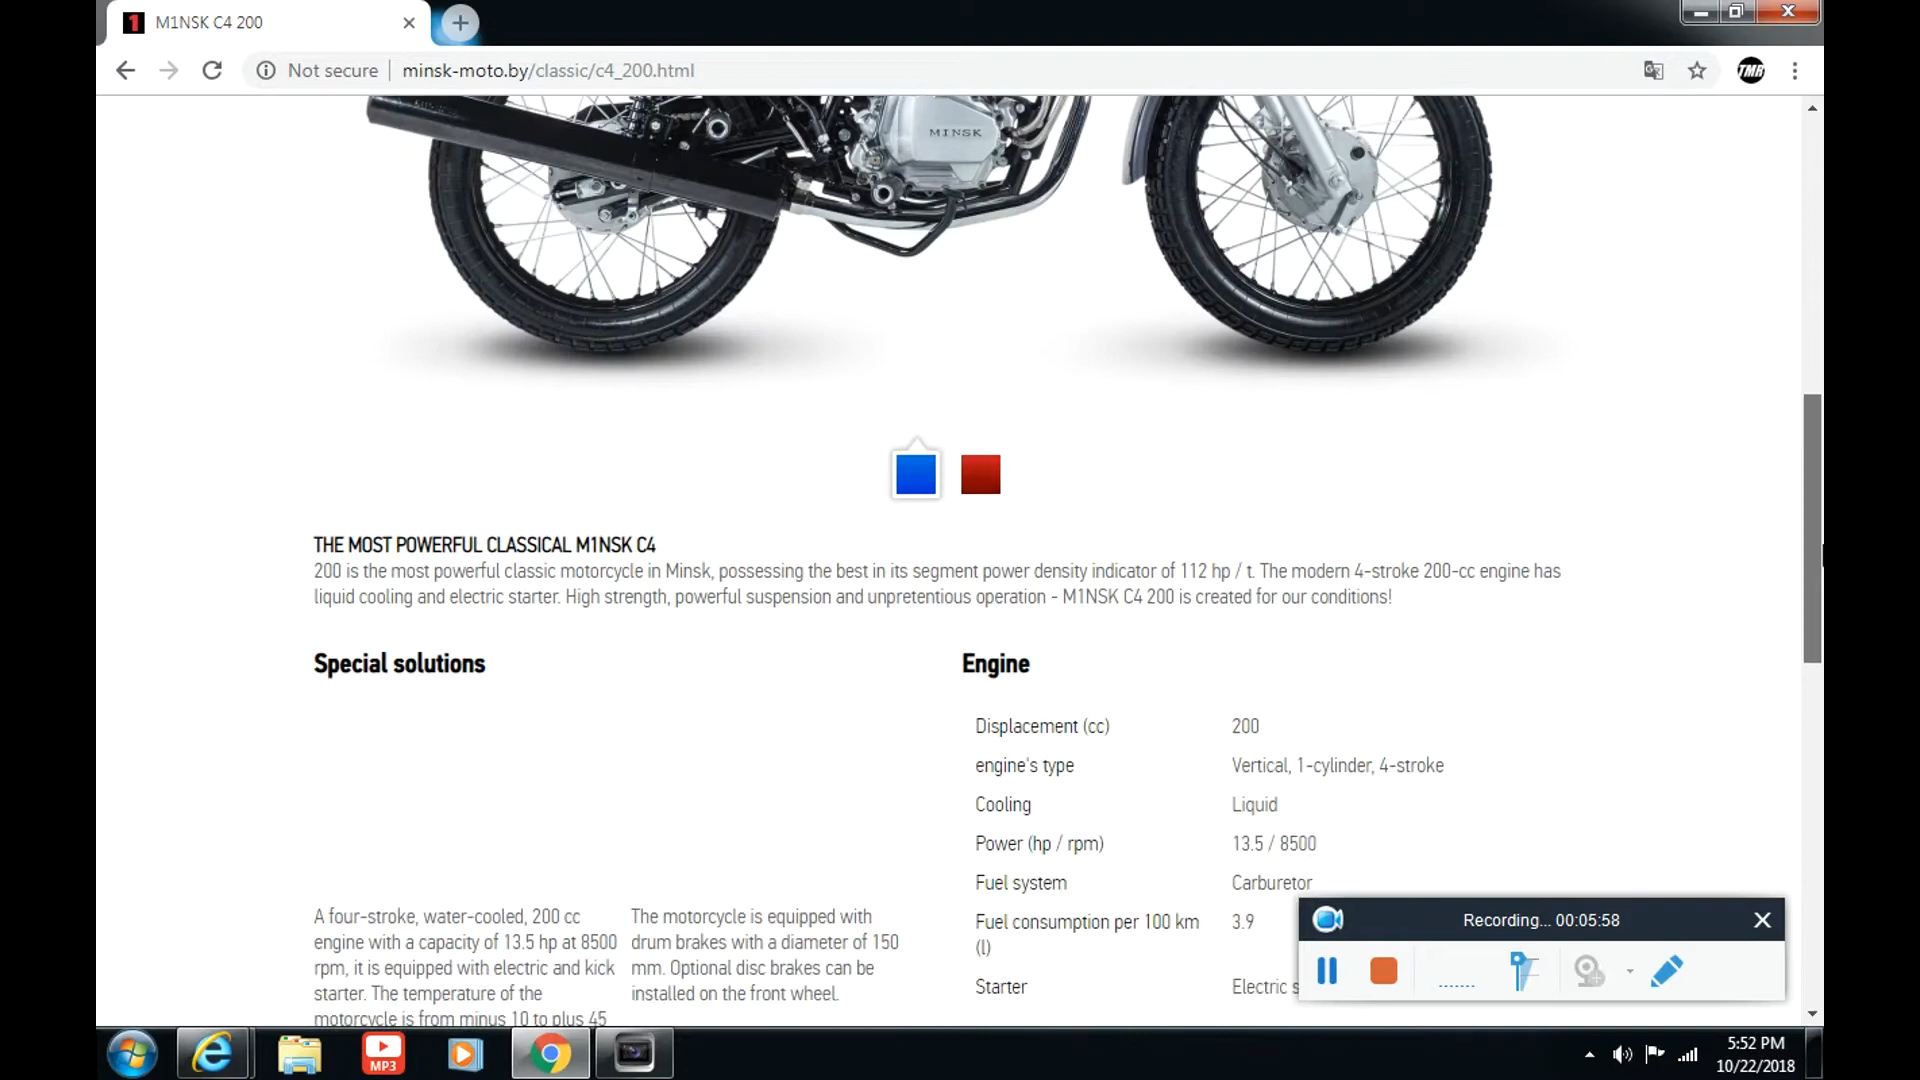 1 M1NSK C4 200
Not secure | minsk-moto.by/classic/c4_200.html
TMR
MINSK
THE MOST POWERFUL CLASSICAL M1NSK C4
200 is the most powerful classic motorcycle in Minsk, possessing the best in its segment power density indicator of 112 hp / t. The modern 4-stroke 200-cc engine has
liquid cooling and electric starter. High strength, powerful suspension and unpretentious operation - M1NSK C4 200 is created for our conditions!
Special solutions
A four-stroke, water-cooled, 200 cc
engine with a capacity of 13.5 hp at 8500
rpm, it is equipped with electric and kick
starter. The temperature of the
motorcycle is from minus 10 to plus 45
The motorcycle is equipped with
drum brakes with a diameter of 150
mm. Optional disc brakes can be
installed on the front wheel.
Engine
Displacement (cc) 200
engine's type Vertical, 1-cylinder, 4-stroke
Cooling Liquid
Power (hp / rpm) 13.5 / 8500
Fuel system Carburetor
Fuel consumption per 100 km 3.9
(l)
Starter Electric s
Recording... 00:05:58
MP3
5:52 PM
10/22/2018